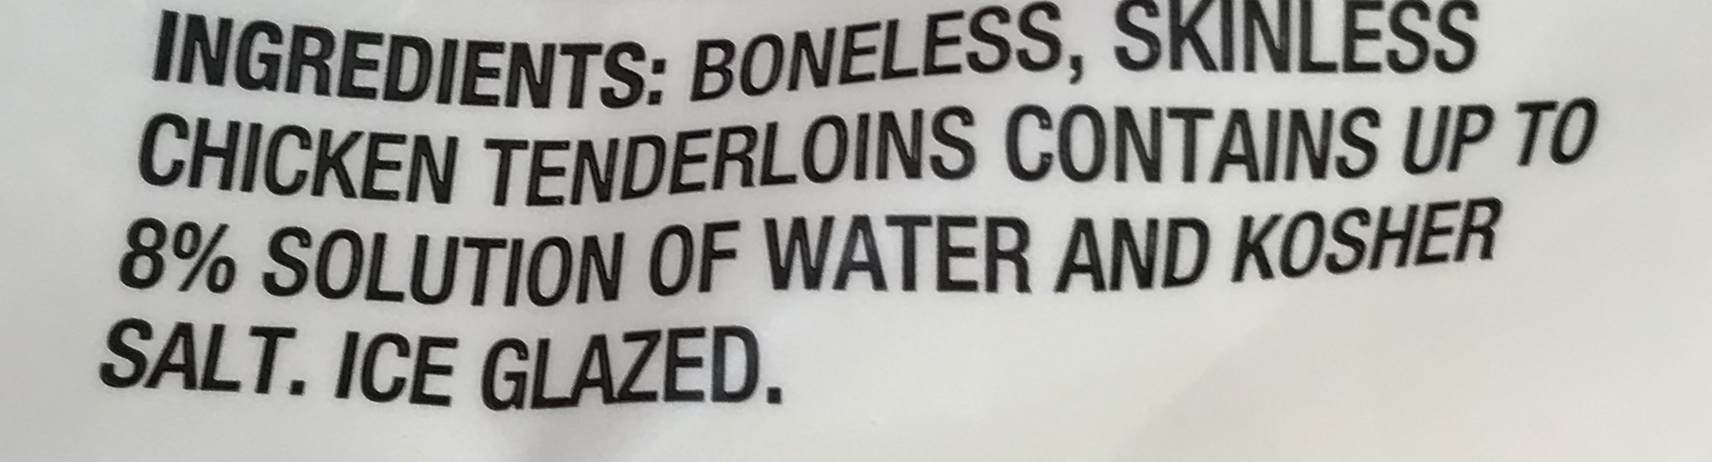 INGREDIENTS: BONELESS, SKINLESS
CHICKEN TENDERLOINS CONTAINS UP TO
8% SOLUTION OF WATER AND KOSHER
SALT. ICE GLAZED.